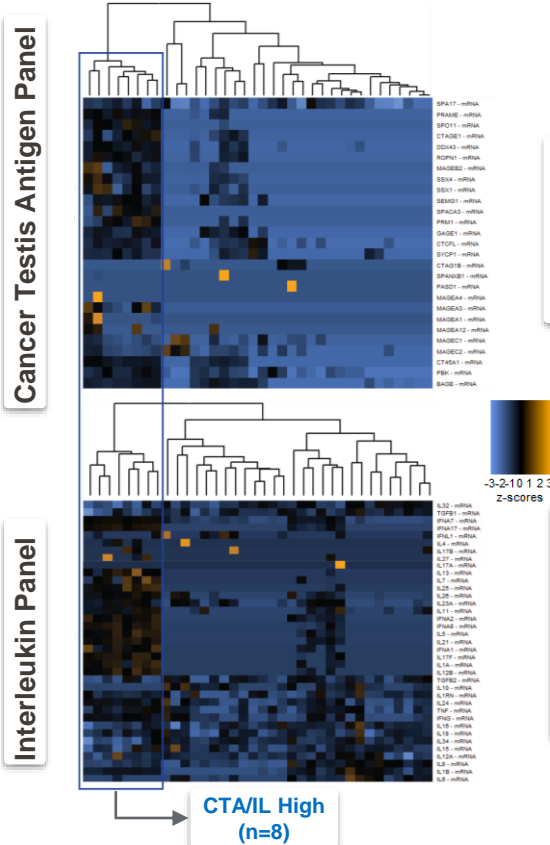 Cancer Testis Antigen Panel
SPA17 - mRNA
PRAME - mRNA
SPO11 - mRNA
CTAGE1 - mRNA
DDX43 - mRNA
ROPN1 - mRNA
MAGEB2 - mRNA
SSX4 - mRNA
SSX1 - mRNA
SEMG1 - mRNA
SPACA3 - mRNA
PRM1 - mRNA
GAGE1 - mRNA
CTCFL - mRNA
SYCP1 - mRNA
CTAG1B - mRNA
SPANXB1 - mRNA
PASD1 - mRNA
MAGEA4 - mRNA
MAGEA3 - mRNA
MAGEA1 - mRNA
MAGEA12 - mRNA
MAGEC1 - mRNA
MAGEC2 - mRNA
CT45A1 - mRNA
PBK - mRNA
BAGE - mRNA
-3-2-10 1 2 3
z-scores
Interleukin Panel
IL32 - mRNA
TGFB1 - mRNA
IFNA7 - mRNA
IFNA17 - mRNA
IFNL1 - mRNA
IL4 - mRNA
IL17B - mRNA
IL27 - mRNA
IL17A - mRNA
IL13 - mRNA
IL7 - mRNA
IL25 - mRNA
IL26 - mRNA
IL23A - mRNA
IL11 - mRNA
IFNA2 - mRNA
IFNA8 - mRNA
IL5 - mRNA
IL21 - mRNA
IFNA1 - mRNA
IL17F - mRNA
IL1A - mRNA
IL12B - mRNA
TGFB2 - mRNA
IL10 - mRNA
IL1RN - mRNA
IL24 - mRNA
TNF - mRNA
IFNG - mRNA
IL16 - mRNA
IL18 - mRNA
IL34 - mRNA
IL15 - mRNA
IL12A - mRNA
IL8 - mRNA
IL1B - mRNA
IL6 - mRNA
CTA/IL High
(n=8)